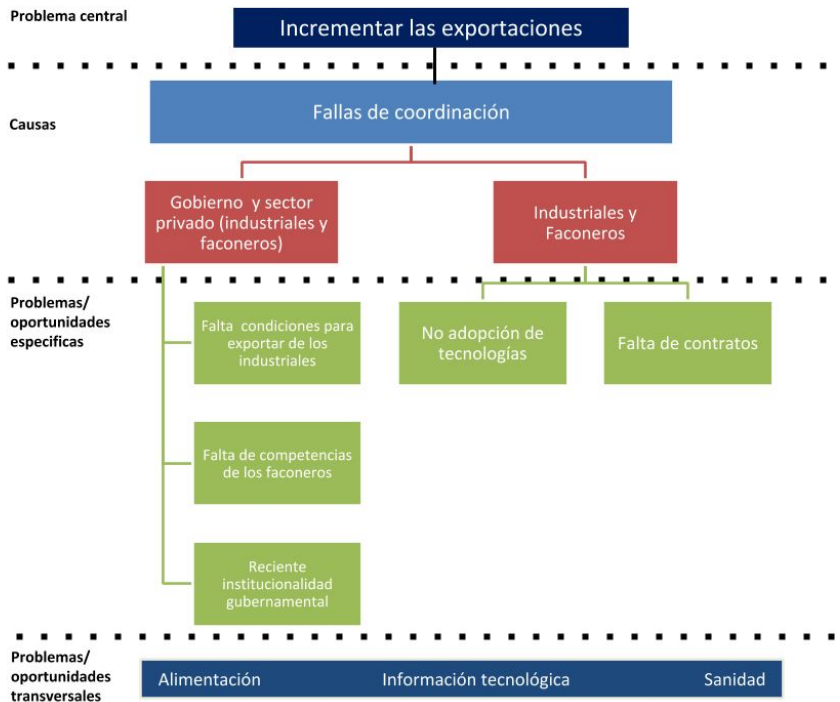 Problema central
Incrementar las exportaciones
Causas
Fallas de coordinación
Gobierno y sector
privado (industriales y
faconeros)
Industriales y
Faconeros
Problemas/
oportunidades
especificas
Falta condiciones para
exportar de los
industriales
No adopción de
tecnologías
Falta de contratos
Falta de competencias
de los faconeros
Reciente
institucionalidad
gubernamental
Problemas/
oportunidades
transversales
Alimentación Información tecnológica Sanidad